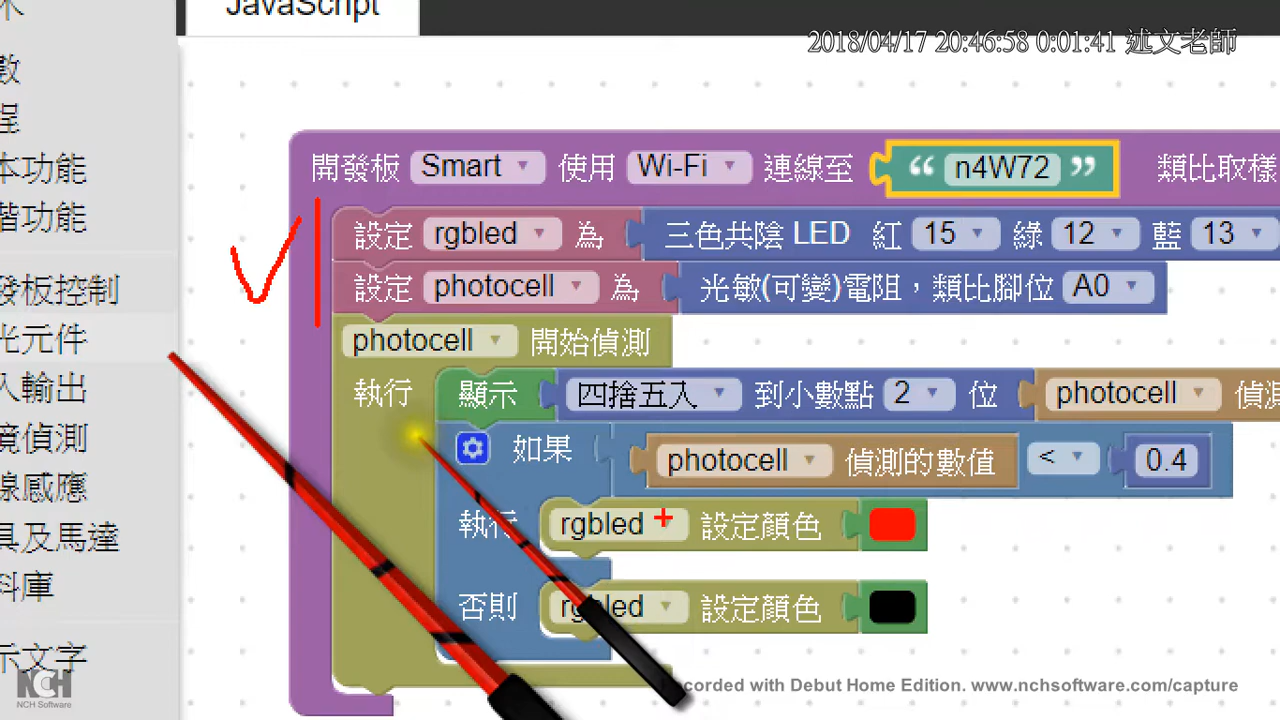 JavaScript
2018/04/17 20:46:58 0:01:41 述文老師
數
本功能
階功能
發板控制
光元件
入輸出
境偵測
線感應
具及馬達
料庫
示文字
開發板 Smart 使用 Wi-Fi 連線至 “ n4W72 ” 類比取樣
設定 rgbled 為 三色共陰 LED 紅 15 綠 12 藍 13
設定 photocell 為 光敏(可變)電阻，類比腳位 A0
photocell 開始偵測
執行 顯示 四捨五入 到小數點 2 位 photocell 偵測
如果 photocell 偵測的數值 < 0.4
執行 rgbled 設定顏色
否則 rgbled 設定顏色
NCH
NCH Software
corded with Debut Home Edition. www.nchsoftware.com/capture